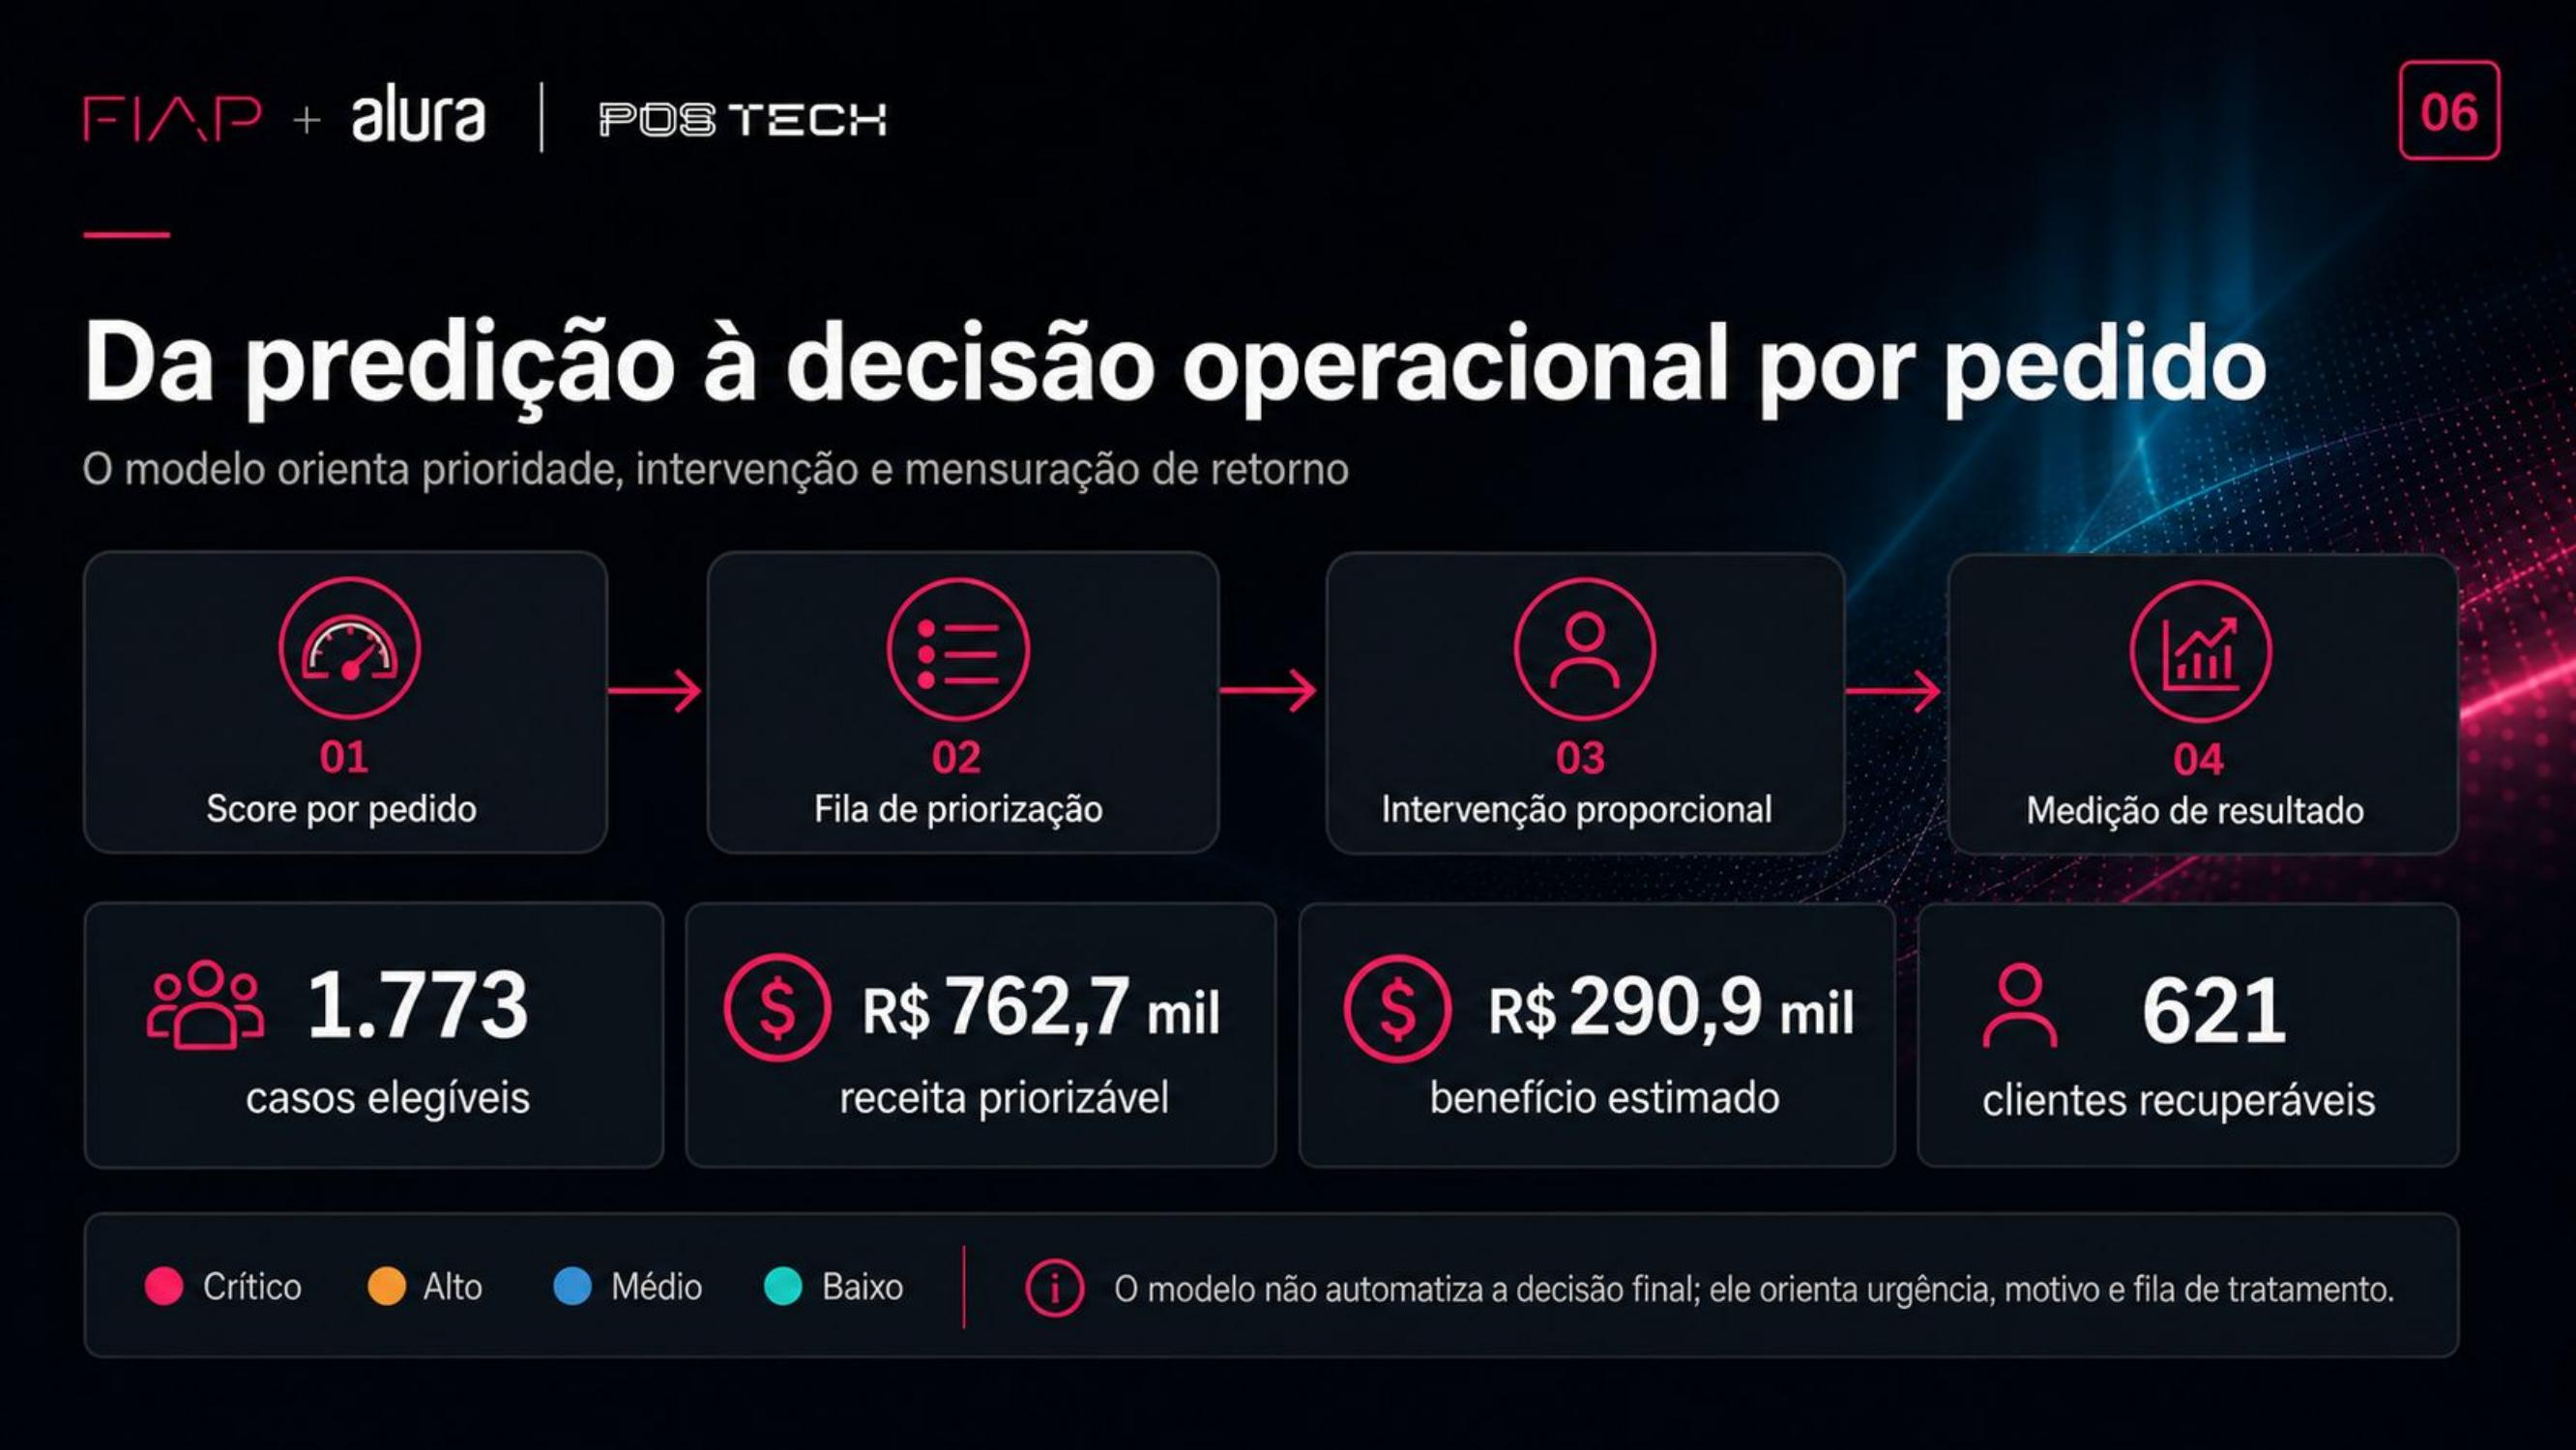 FIAP + alura | POS TECH
06
Da predição à decisão operacional por pedido
O modelo orienta prioridade, intervenção e mensuração de retorno
01
Score por pedido
02
Fila de priorização
03
Intervenção proporcional
04
Medição de resultado
1.773
casos elegíveis
R$ 762,7 mil
receita priorizável
R$ 290,9 mil
benefício estimado
621
clientes recuperáveis
Crítico
Alto
Médio
Baixo
O modelo não automatiza a decisão final; ele orienta urgência, motivo e fila de tratamento.